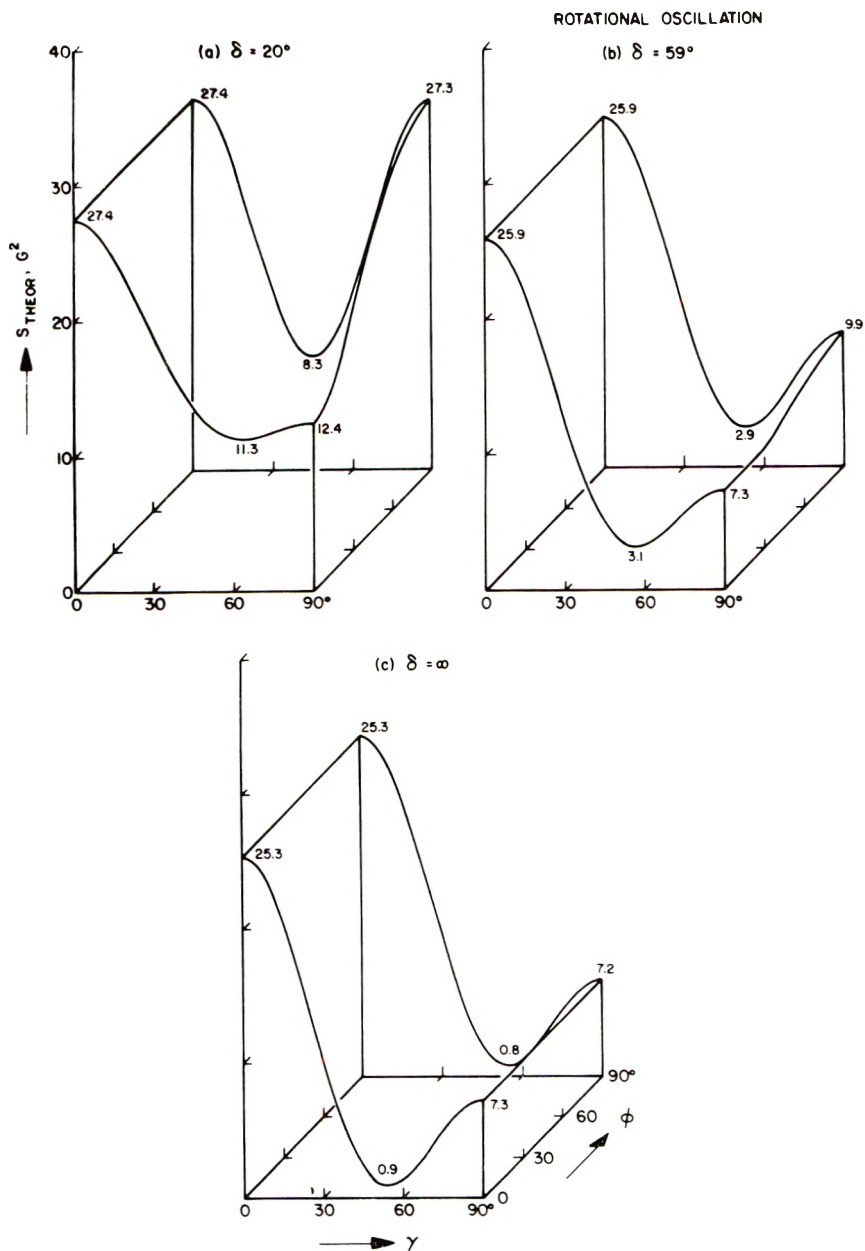 ROTATIONAL OSCILLATION
(a) δ = 20°
(b) δ = 59°
40
30
20
10
0
S THEOR, G²
27.4
27.4
27.3
8.3
11.3
12.4
0 30 60 90°
25.9
25.9
9.9
2.9
7.3
3.1
0 30 60 90°
(c) δ = ∞
25.3
25.3
7.2
0.8
7.3
0.9
90°
60
30
0
φ
0 30 60 90°
γ